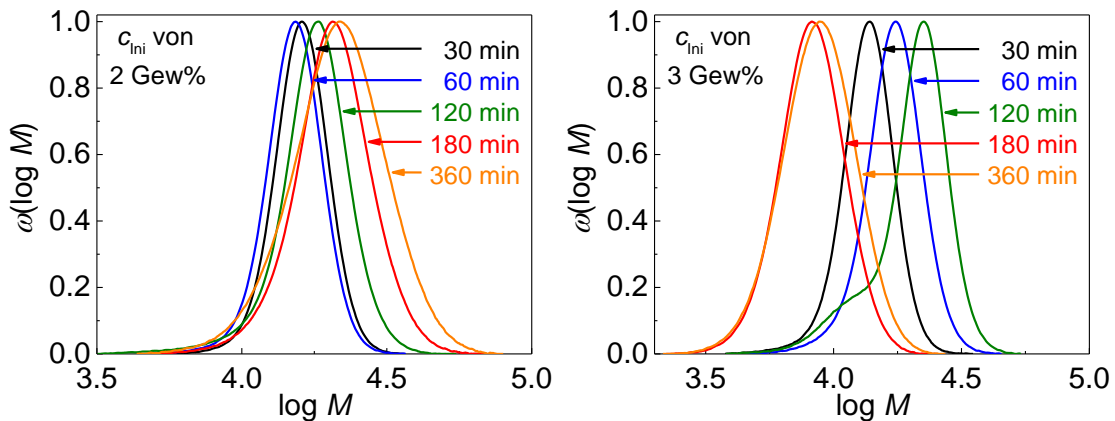 1.0
0.8
0.6
0.4
0.2
0.0
ω(log M)
c_Ini von
2 Gew%
30 min
60 min
120 min
180 min
360 min
3.5 4.0 4.5 5.0
log M
1.0
0.8
0.6
0.4
0.2
0.0
ω(log M)
c_Ini von
3 Gew%
30 min
60 min
120 min
180 min
360 min
3.5 4.0 4.5 5.0
log M